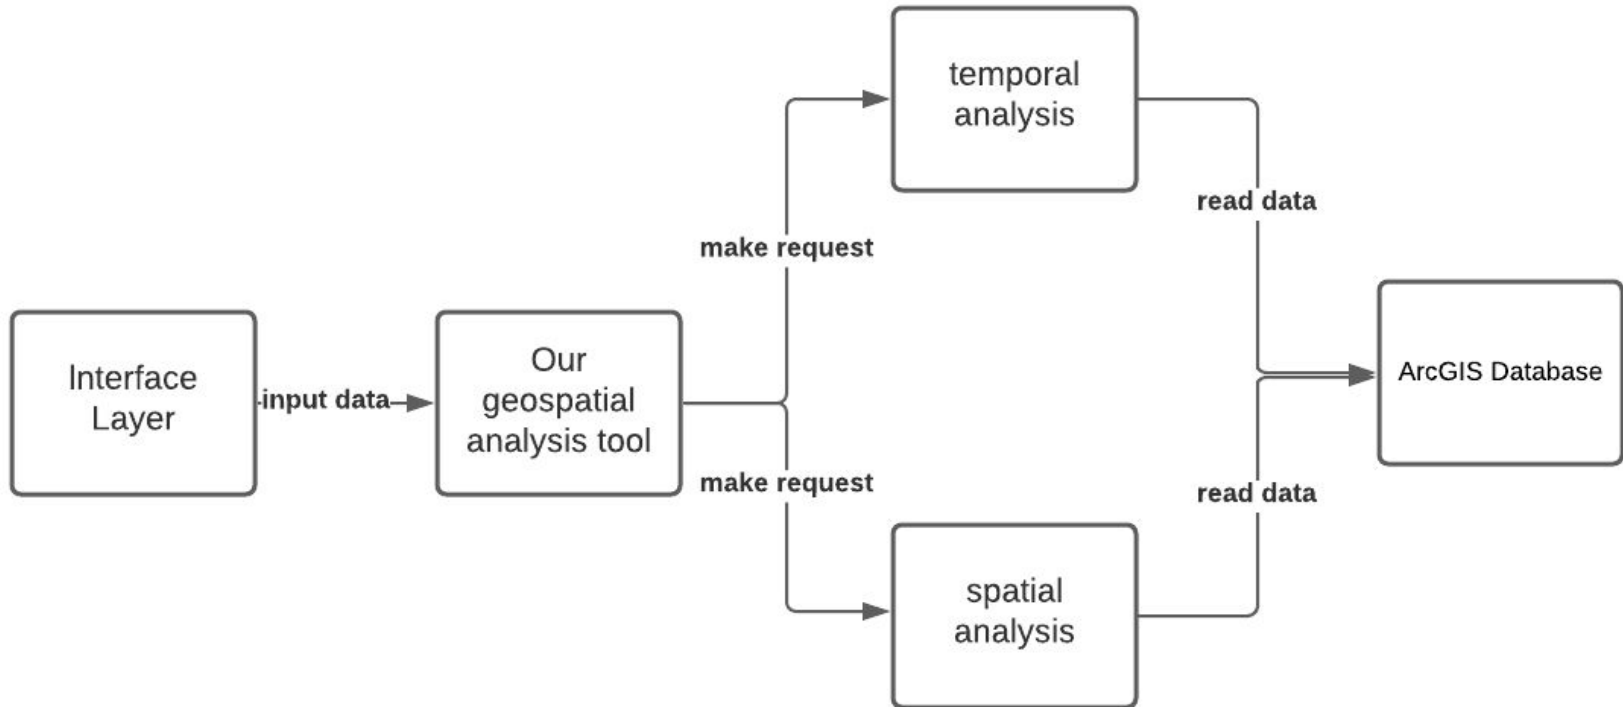 temporal
analysis
read data
make request
Interface
Layer
input data
Our
geospatial
analysis tool
ArcGIS Database
make request
read data
spatial
analysis